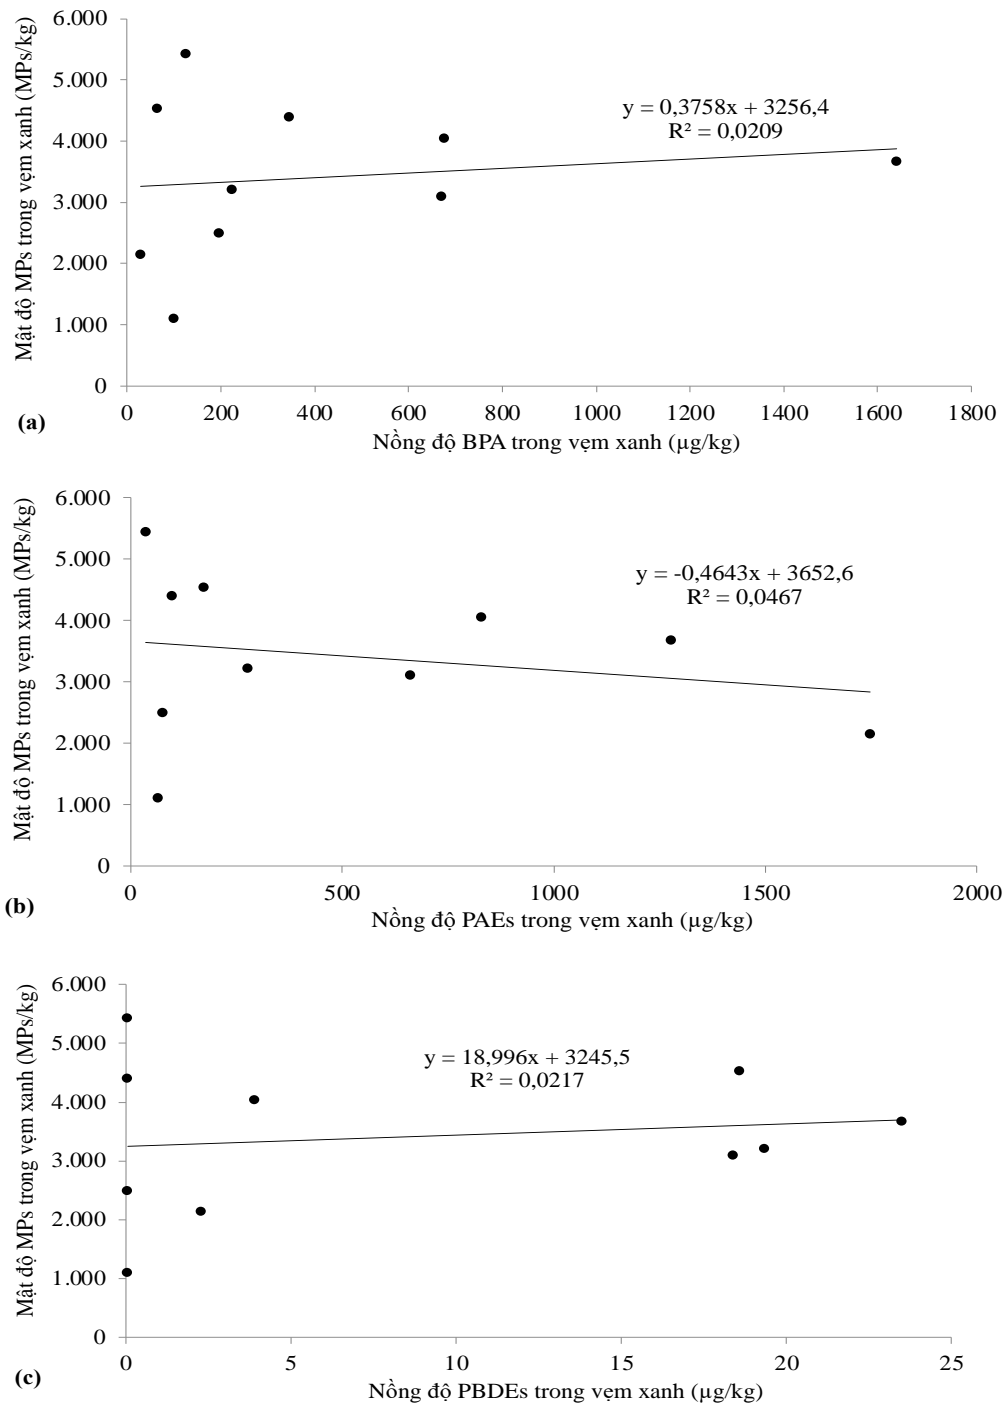 Mật độ MPs trong vẹm xanh (MPs/kg)
6.000
5.000
4.000
3.000
2.000
1.000
0
y = 0,3758x + 3256,4
R² = 0,0209
0 200 400 600 800 1000 1200 1400 1600 1800
(a)
Nồng độ BPA trong vẹm xanh (µg/kg)
Mật độ MPs trong vẹm xanh (MPs/kg)
6.000
5.000
4.000
3.000
2.000
1.000
0
y = -0,4643x + 3652,6
R² = 0,0467
0 500 1000 1500 2000
(b)
Nồng độ PAEs trong vẹm xanh (µg/kg)
Mật độ MPs trong vẹm xanh (MPs/kg)
6.000
5.000
4.000
3.000
2.000
1.000
0
y = 18,996x + 3245,5
R² = 0,0217
0 5 10 15 20 25
(c)
Nồng độ PBDEs trong vẹm xanh (µg/kg)